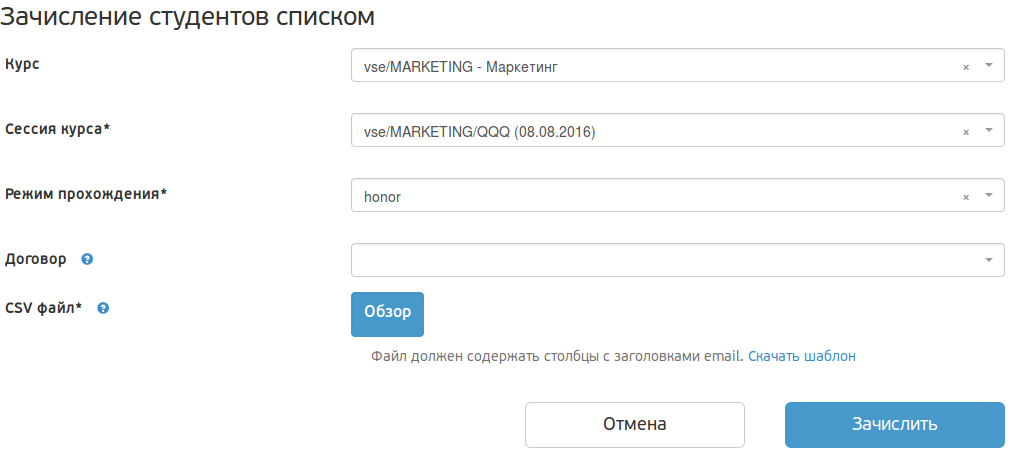 Зачисление студентов списком
Курс
vse/MARKETING - Маркетинг
Сессия курса*
vse/MARKETING/QQQ (08.08.2016)
Режим прохождения*
honor
Договор
CSV файл*
Обзор
Файл должен содержать столбцы с заголовками email. Скачать шаблон
Отмена
Зачислить